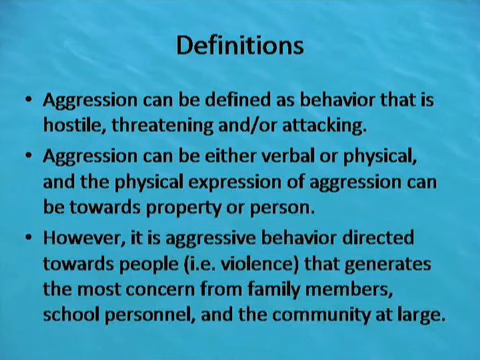 Definitions
• Aggression can be defined as behavior that is
hostile, threatening and/or attacking.
• Aggression can be either verbal or physical,
and the physical expression of aggression can
be towards property or person.
• However, it is aggressive behavior directed
towards people (i.e. violence) that generates
the most concern from family members,
school personnel, and the community at large.